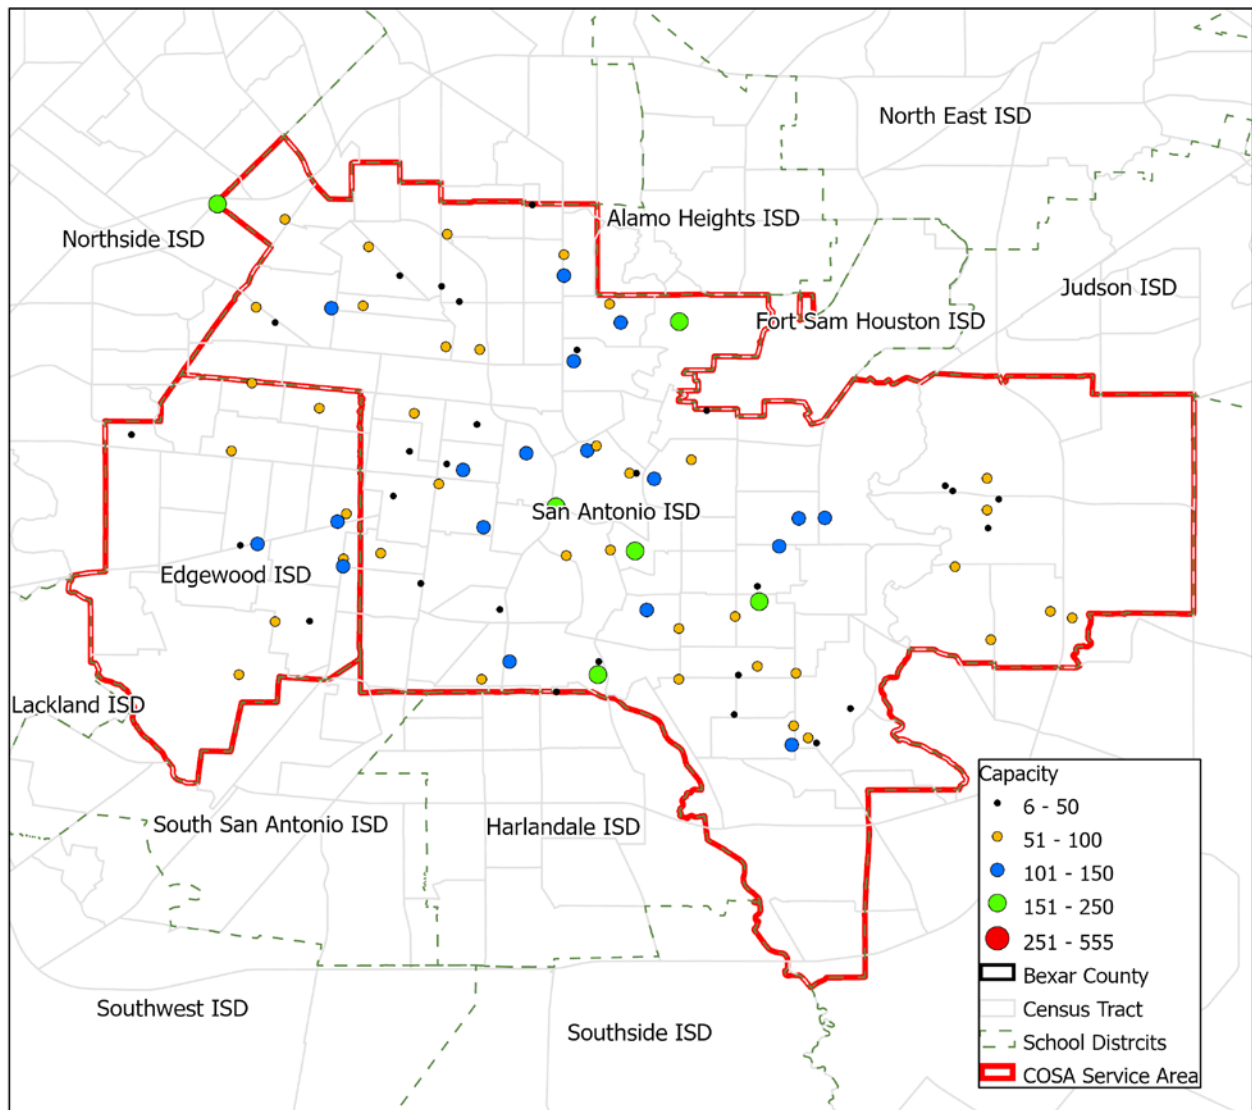 North East ISD
Alamo Heights ISD
Northside ISD
Judson ISD
Fort Sam Houston ISD
San Antonio ISD
Edgewood ISD
Lackland ISD
South San Antonio ISD
Harlandale ISD
Southwest ISD
Southside ISD
Capacity
6 - 50
51 - 100
101 - 150
151 - 250
251 - 555
Bexar County
Census Tract
School Distrcits
COSA Service Area